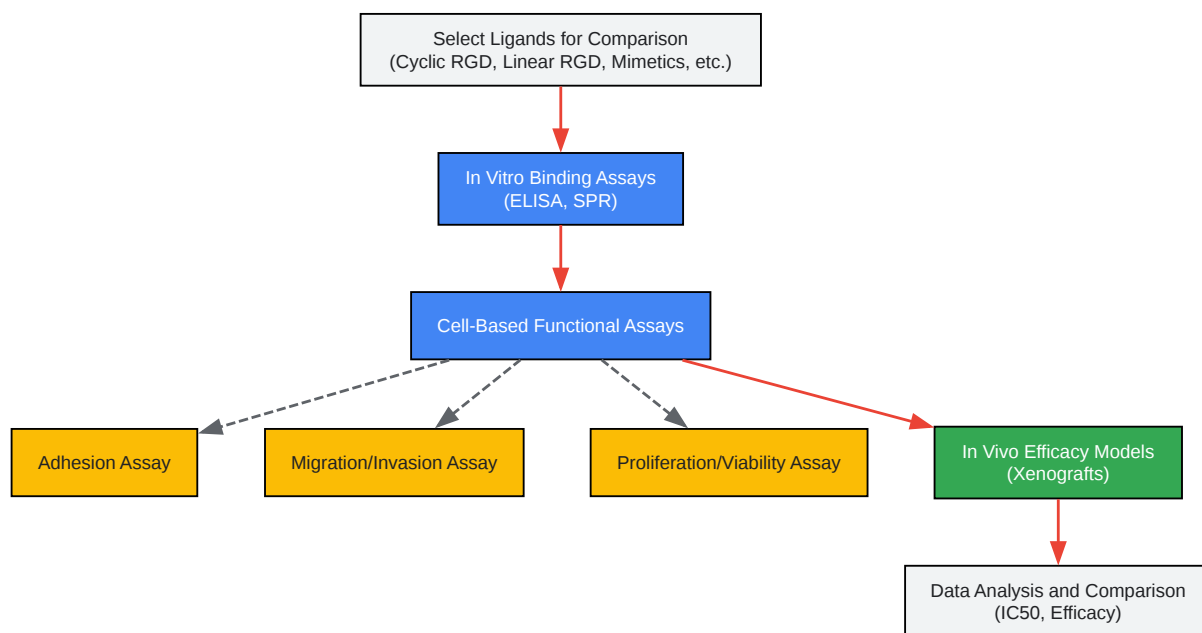 Select Ligands for Comparison
(Cyclic RGD, Linear RGD, Mimetics, etc.)
In Vitro Binding Assays
(ELISA, SPR)
Cell-Based Functional Assays
Adhesion Assay
Migration/Invasion Assay
Proliferation/Viability Assay
In Vivo Efficacy Models
(Xenografts)
Data Analysis and Comparison
(IC50, Efficacy)